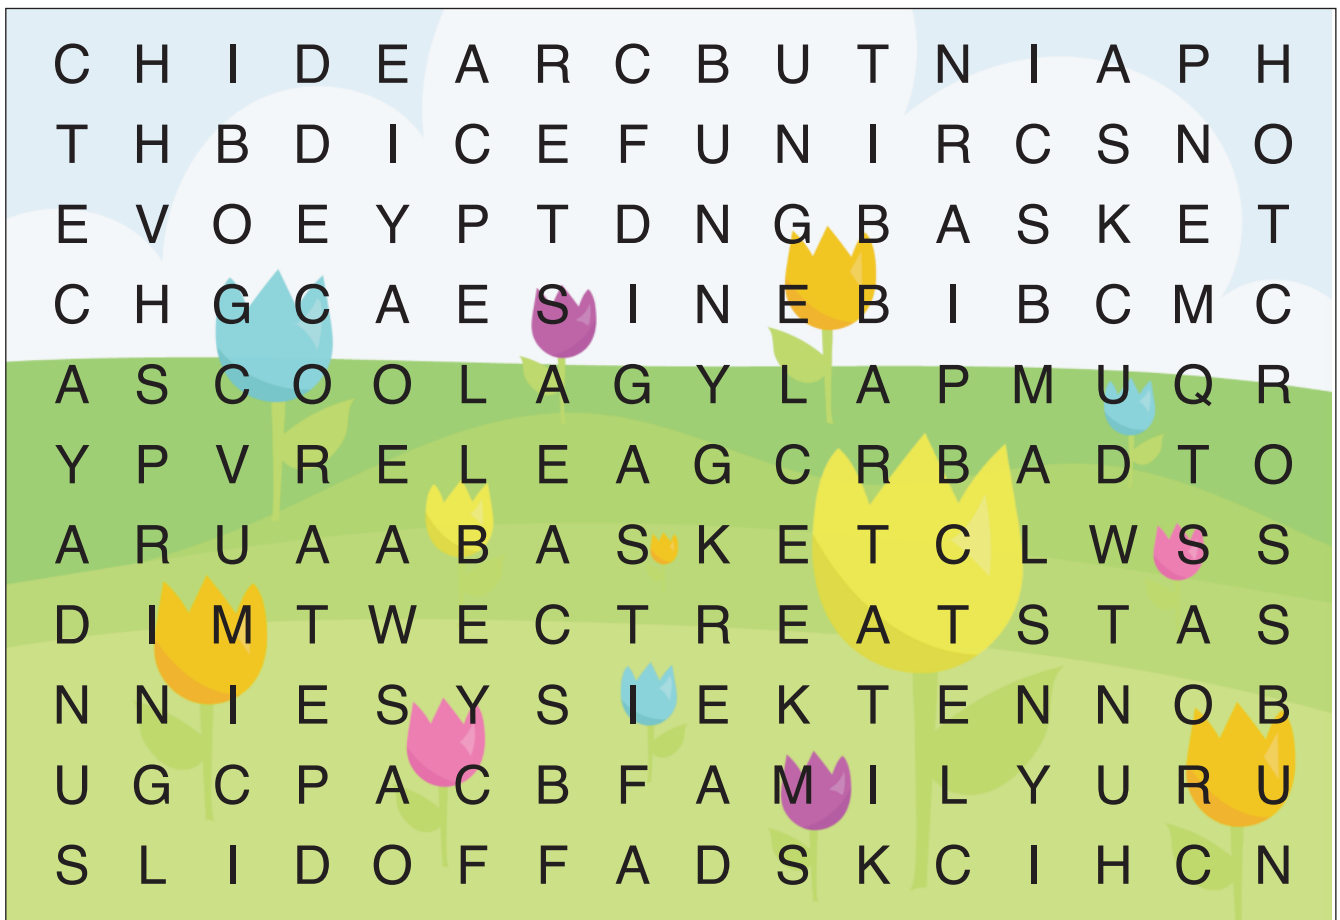 C H I D E A R C B U T N I A P H
T H B D I C E F U N I R C S N O
E V O E Y P T D N G B A S K E T
C H G C A E S I N E B I B C M C
A S C O O L A G Y L A P M U Q R
Y P V R E L E A G C R B A D T O
A R U A A B A S K E T C L W S S
D I M T W E C T R E A T S T A S
N N I E S Y S I E K T E N N O B
U G C P A C B F A M I L Y U R U
S L I D O F F A D S K C I H C N